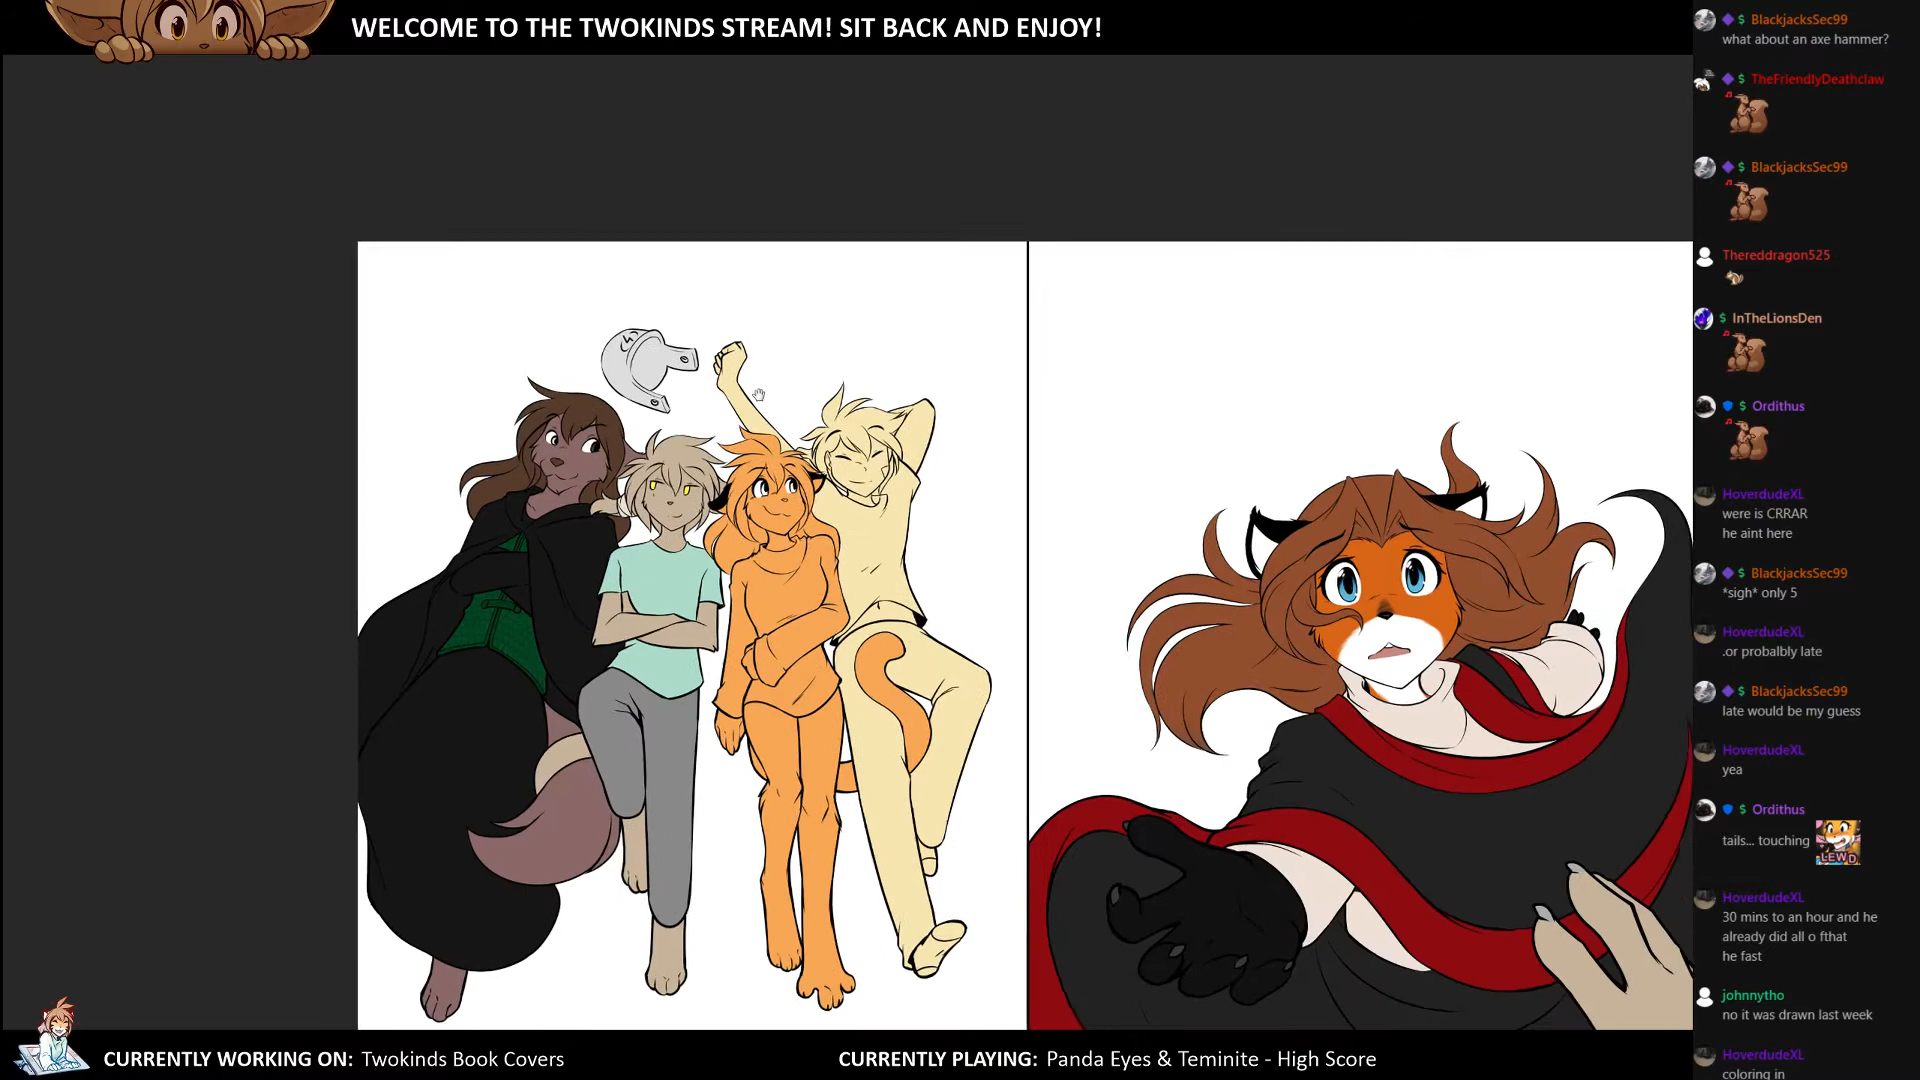 WELCOME TO THE TWOKINDS STREAM! SIT BACK AND ENJOY!
BlackjacksSec99
what about an axe hammer?
TheFriendlyDeathclaw
BlackjacksSec99
Thereddragon525
InTheLionsDen
Ordithus
HoverdudeXL
were is CRRAR
he aint here
BlackjacksSec99
*sigh* only 5
HoverdudeXL
.or probalbly late
BlackjacksSec99
late would be my guess
HoverdudeXL
yea
Ordithus
tails... touching
LEWD
HoverdudeXL
30 mins to an hour and he
already did all o fthat
he fast
johnnytho
no it was drawn last week
HoverdudeXL
coloring in
CURRENTLY WORKING ON: Twokinds Book Covers
CURRENTLY PLAYING: Panda Eyes & Teminite - High Score